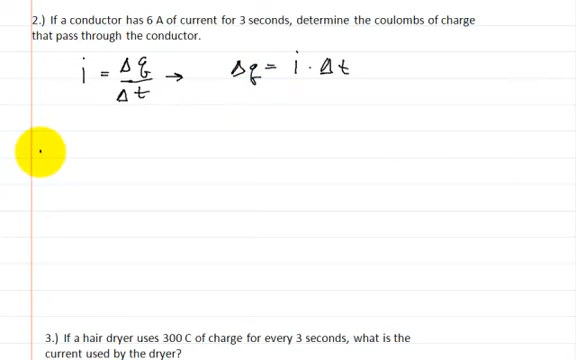 2.) If a conductor has 6 A of current for 3 seconds, determine the coulombs of charge
that pass through the conductor.
i = Δq/Δt → Δq = i · Δt
3.) If a hair dryer uses 300 C of charge for every 3 seconds, what is the
current used by the dryer?